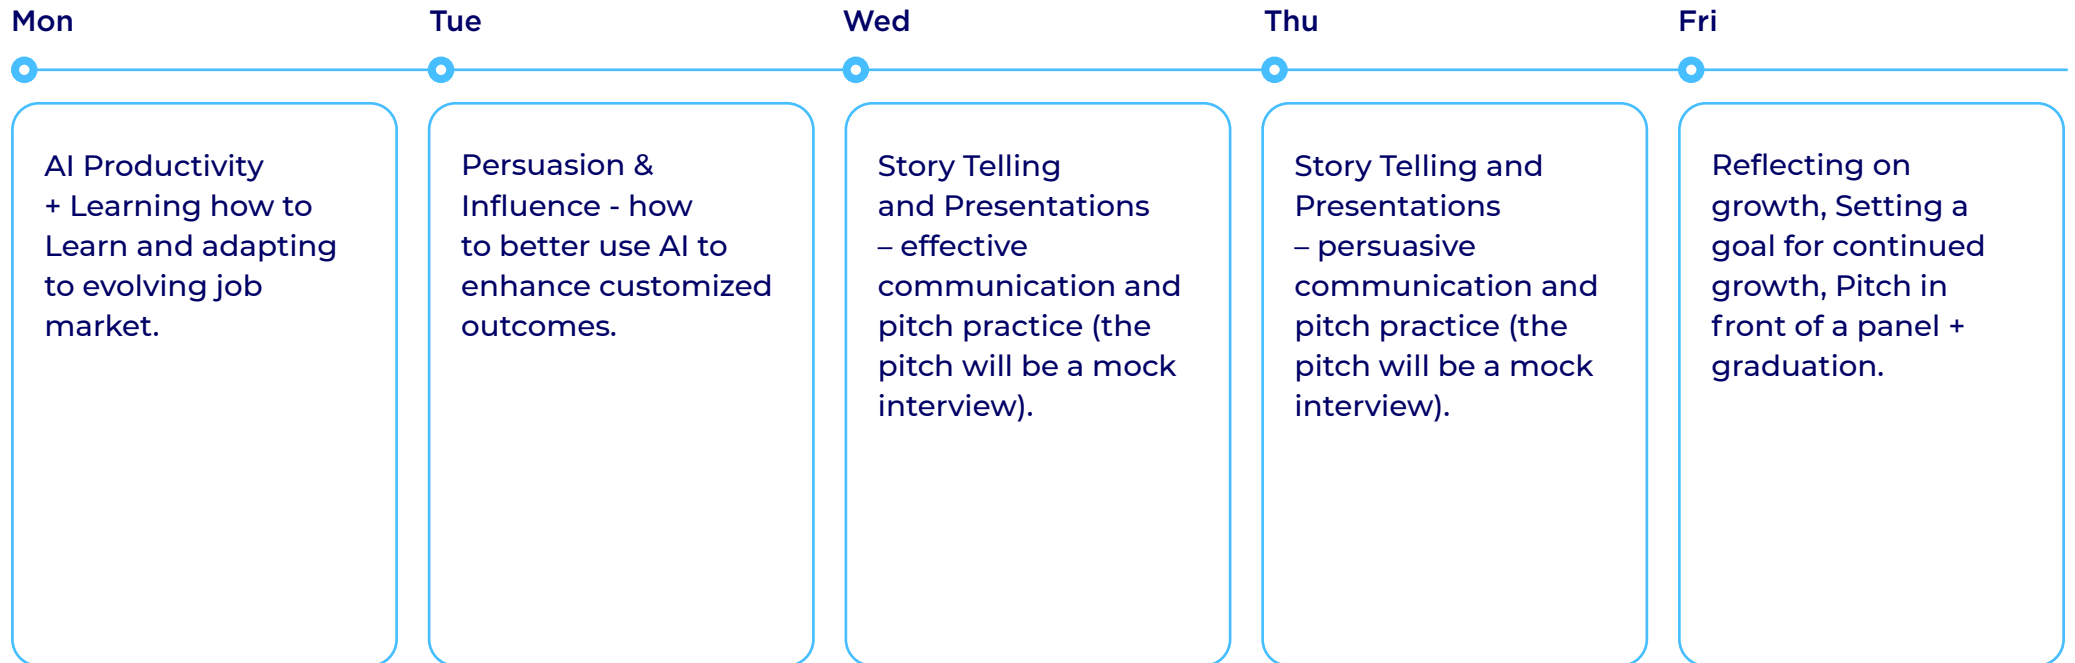 Mon
Tue
Wed
Thu
Fri
AI Productivity
+ Learning how to
Learn and adapting
to evolving job
market.
Persuasion &
Influence - how
to better use AI to
enhance customized
outcomes.
Story Telling
and Presentations
– effective
communication and
pitch practice (the
pitch will be a mock
interview).
Story Telling and
Presentations
– persuasive
communication and
pitch practice (the
pitch will be a mock
interview).
Reflecting on
growth, Setting a
goal for continued
growth, Pitch in
front of a panel +
graduation.